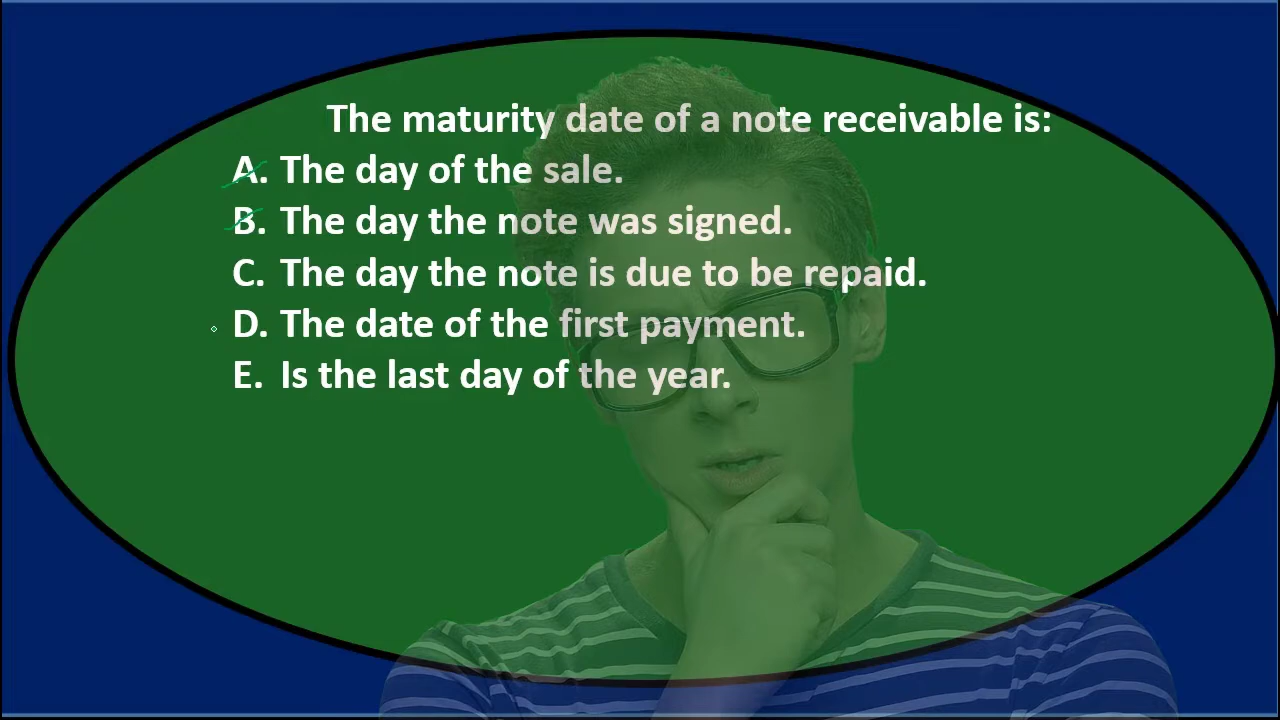 The maturity date of a note receivable is:
A. The day of the sale.
B. The day the note was signed.
C. The day the note is due to be repaid.
D. The date of the first payment.
E. Is the last day of the year.